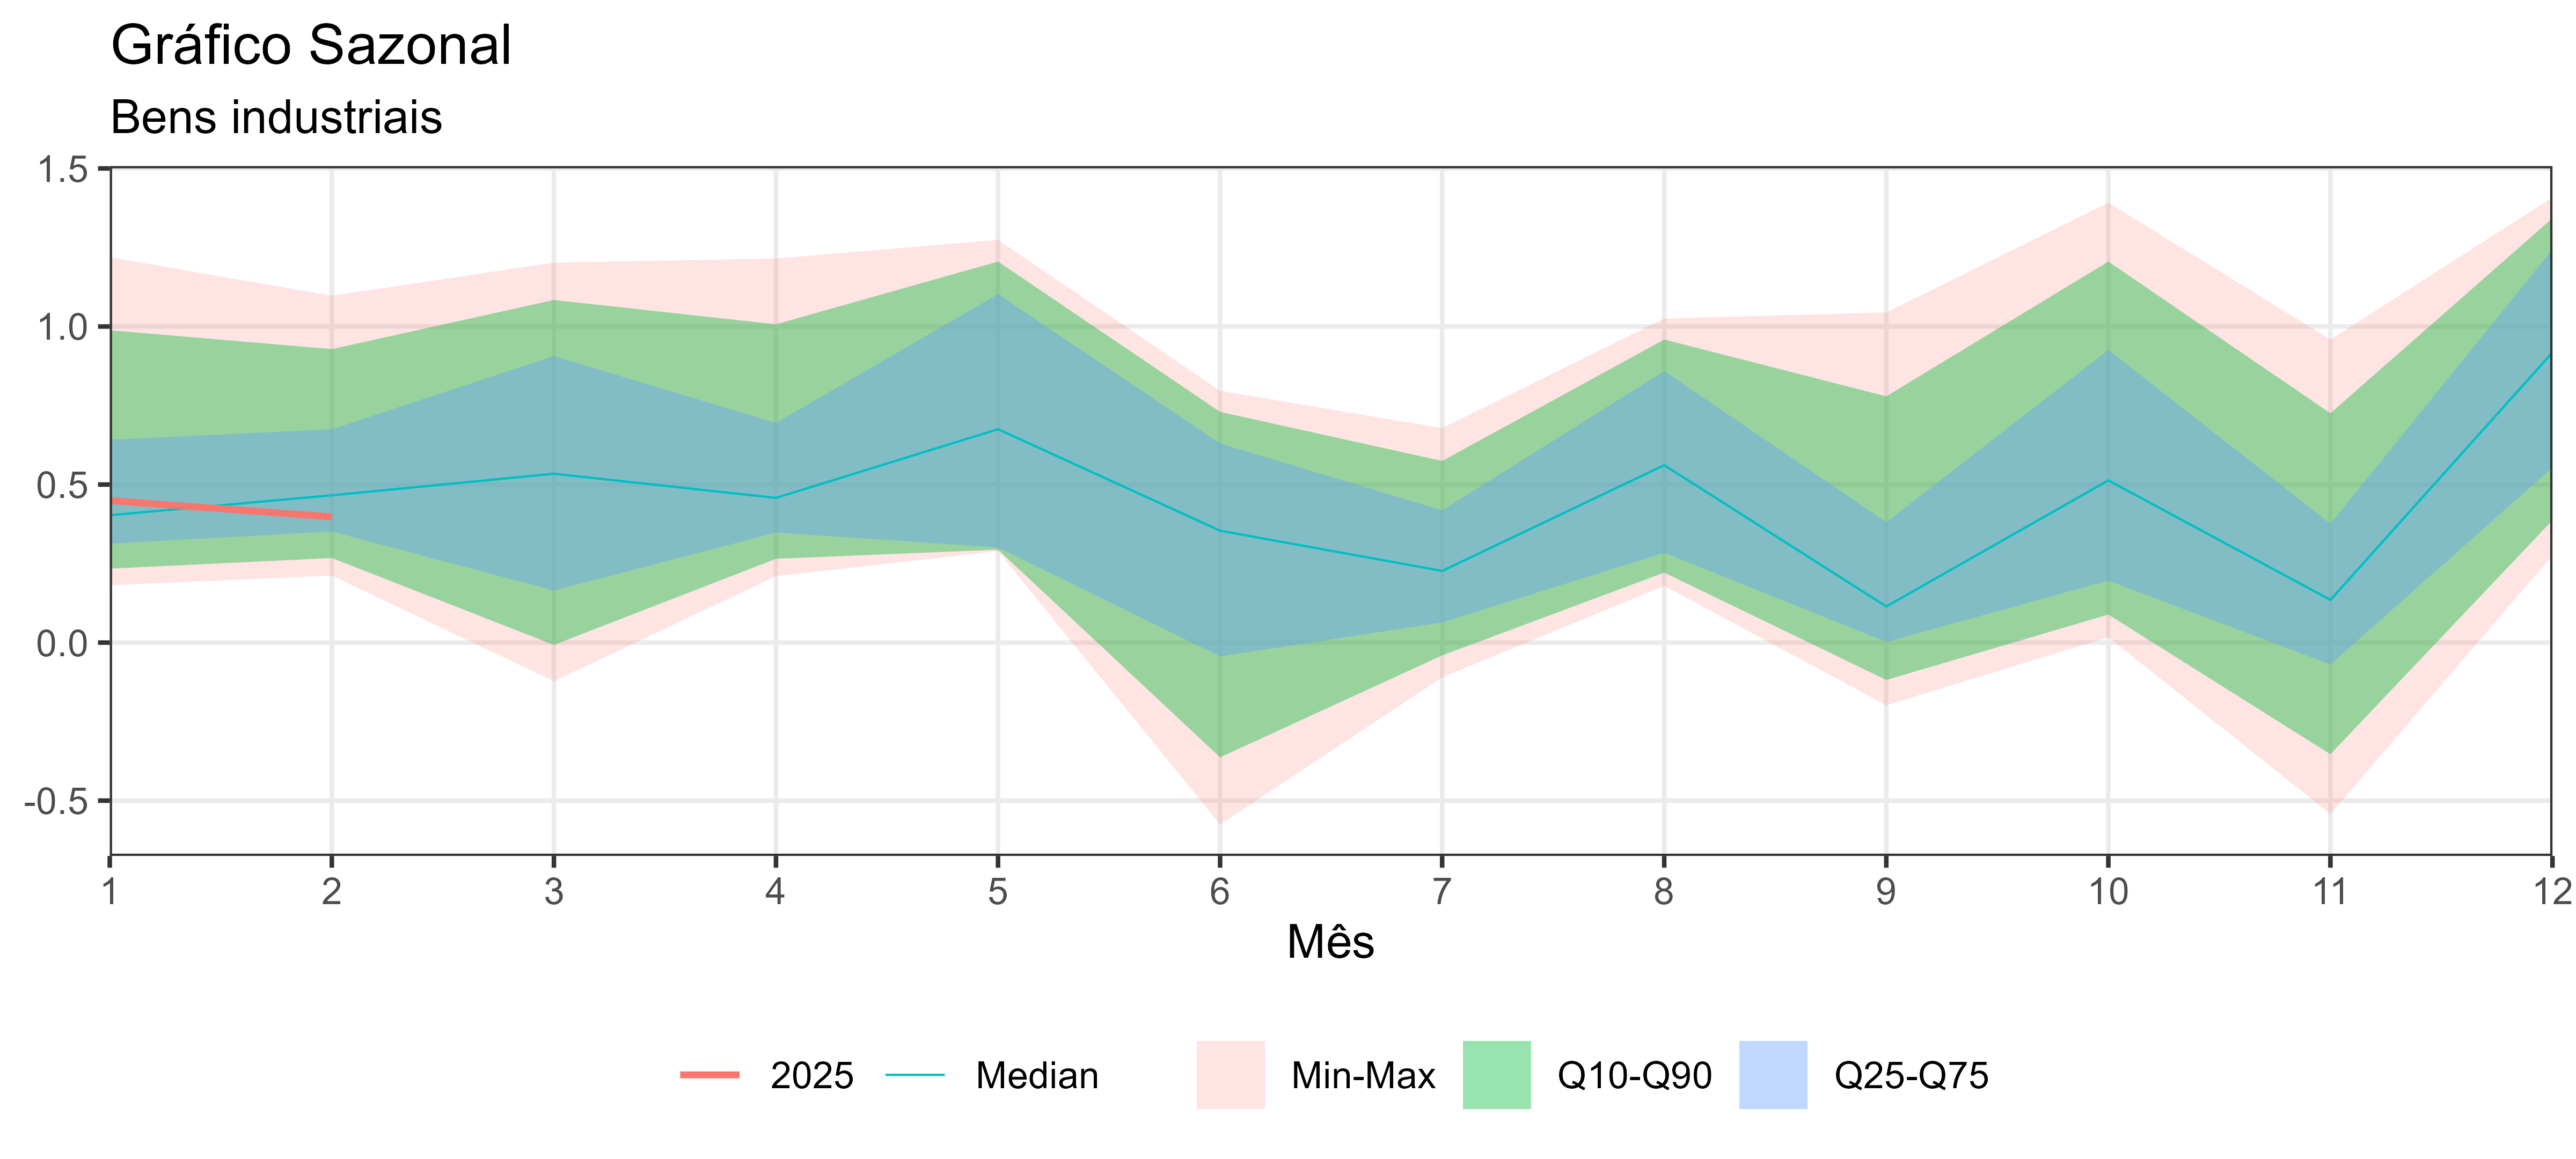 Gráfico Sazonal
Bens industriais
1.5
1.0
0.5
0.0
-0.5
1 2 3 4 5 6 7 8 9 10 11 12
Mês
2025 Median Min-Max Q10-Q90 Q25-Q75